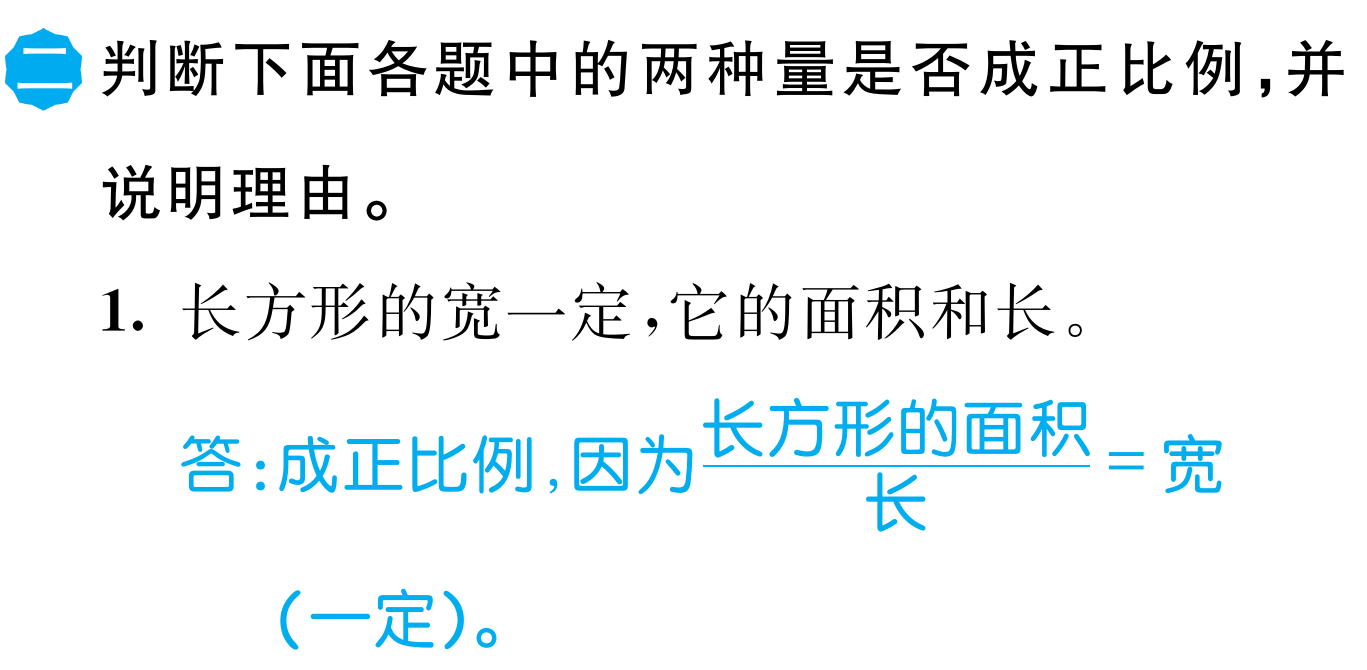 二 判断下面各题中的两种量是否成正比例,并
说明理由。
1. 长方形的宽一定,它的面积和长。
答:成正比例,因为长方形的面积/长=宽
(一定)。